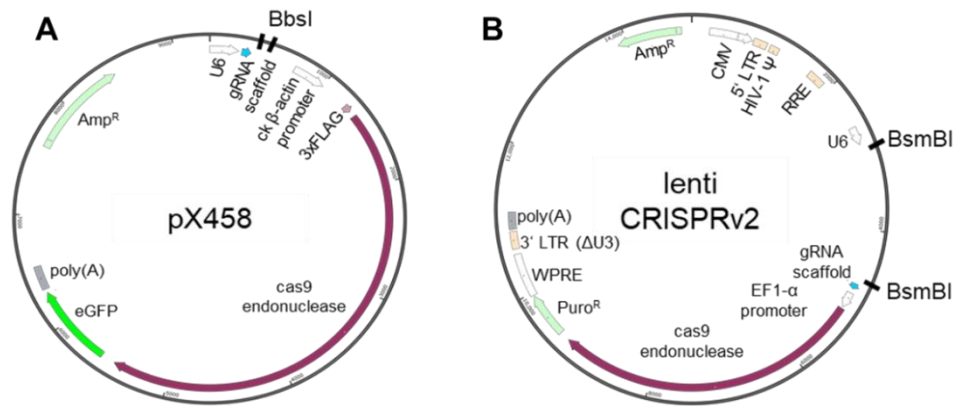 A
BbsI
U6
gRNA
scaffold
ck β-actin
promoter
3xFLAG
AmpR
pX458
cas9
endonuclease
poly(A)
eGFP
B
AmpR
CMV
5' LTR
HIV-1 Ψ
RRE
U6
BsmBI
lenti
CRISPRv2
gRNA
scaffold
BsmBI
EF1-α
promoter
poly(A)
3' LTR (ΔU3)
WPRE
PuroR
cas9
endonuclease